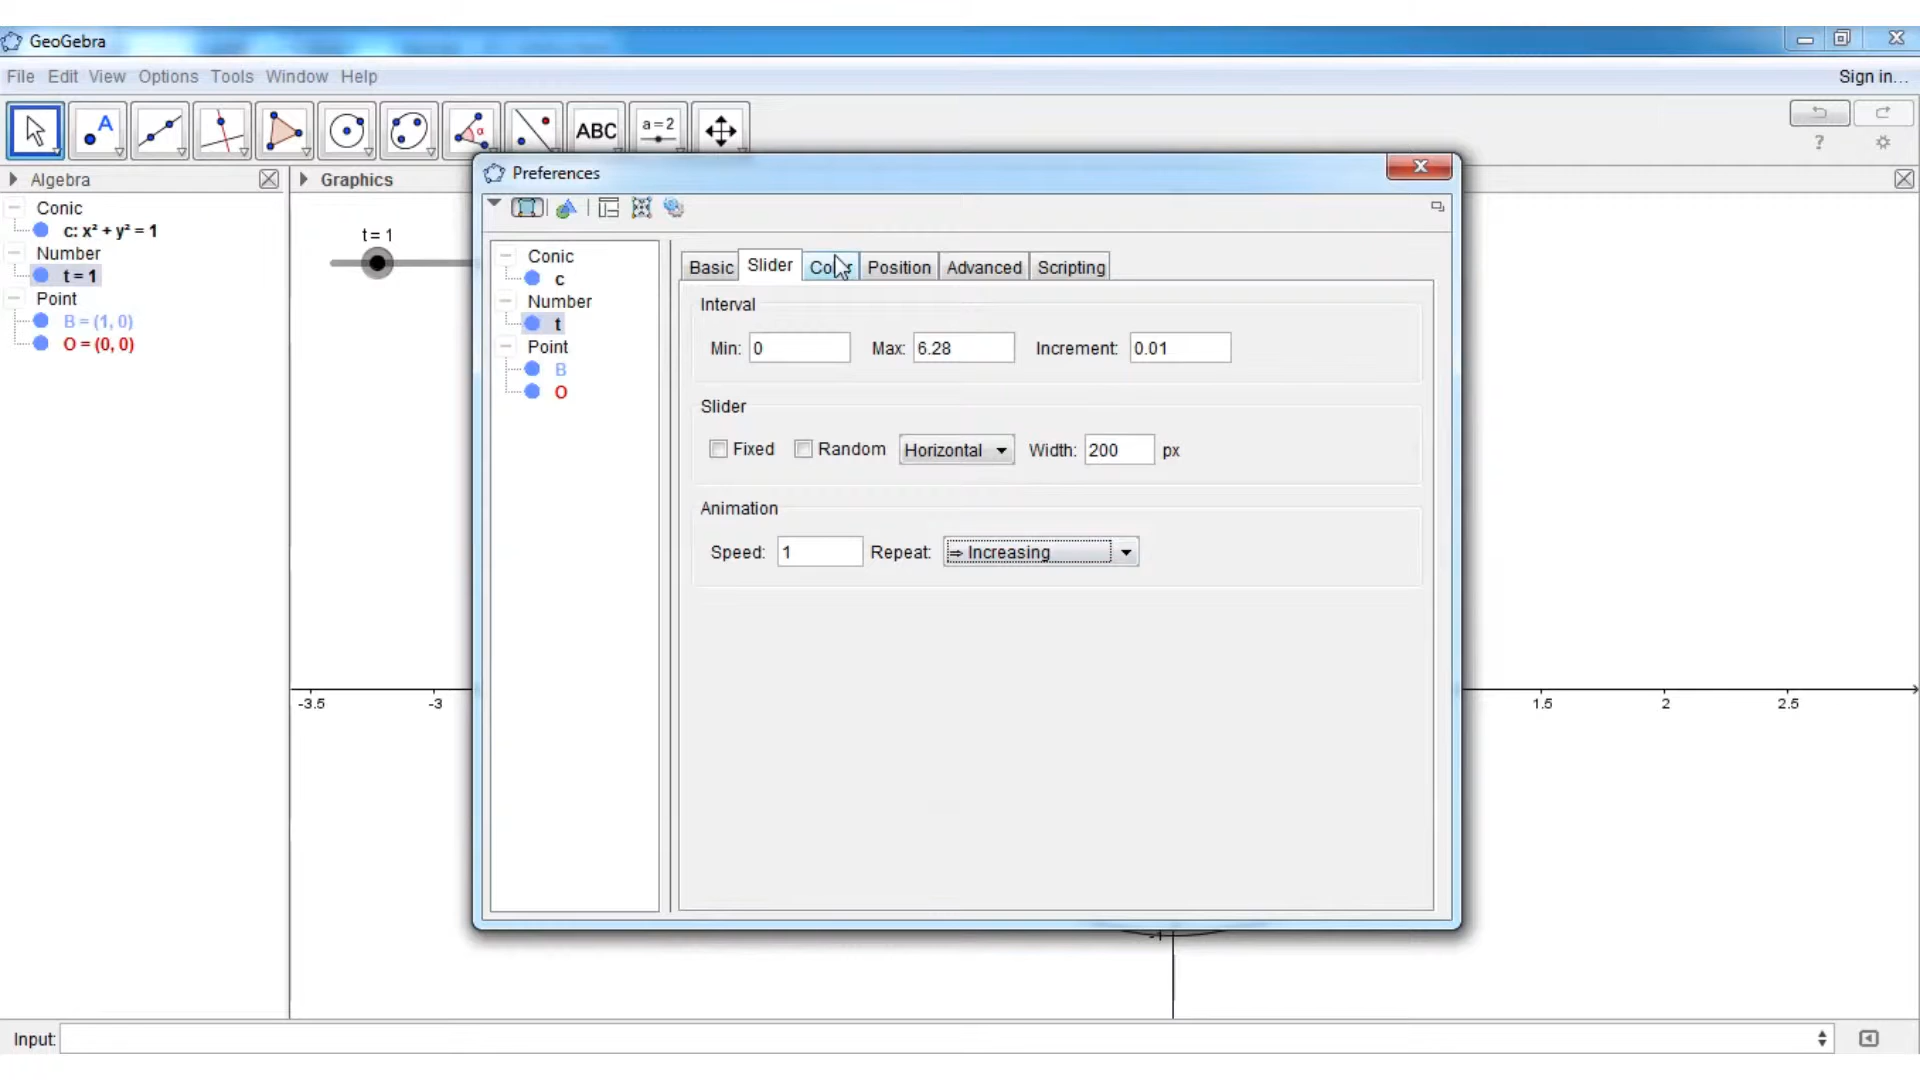 GeoGebra
File Edit View Options Tools Window Help Sign in...
A α ABC a = 2 ?
Algebra
Graphics
Conic
c: x² + y² = 1
Number
t = 1
Point
B = (1, 0)
O = (0, 0)
t = 1
Preferences
Conic
c
Number
t
Point
B
O
Basic Slider Position Advanced Scripting
Interval
Min: 0 Max: 6.28 Increment: 0.01
Slider
Fixed Random Horizontal Width: 200 px
Animation
Speed: 1 Repeat: ⇒ Increasing
-3.5 -3 1.5 2 2.5
-1
Input: